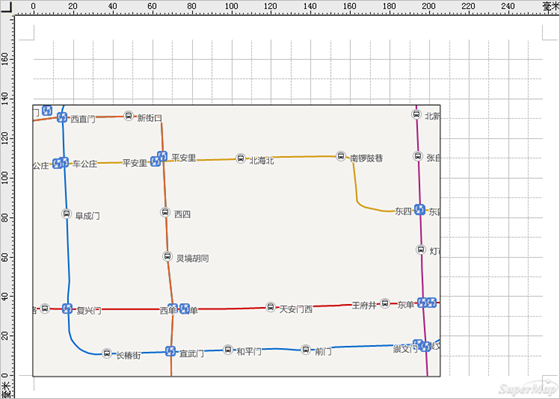 0 20 40 60 80 100 120 140 160 180 200 220 240 毫米
160
140
120
100
80
60
40
20
0
毫米
门
西直门
新街口
北新
公庄
车公庄
平安里
平安里
北海北
南锣鼓巷
张自
阜成门
西四
东四
东四
灵境胡同
灯市
复兴门
西单
单
天安门西
王府井
东单
长椿街
宣武门
和平门
前门
崇文门
SuperMap